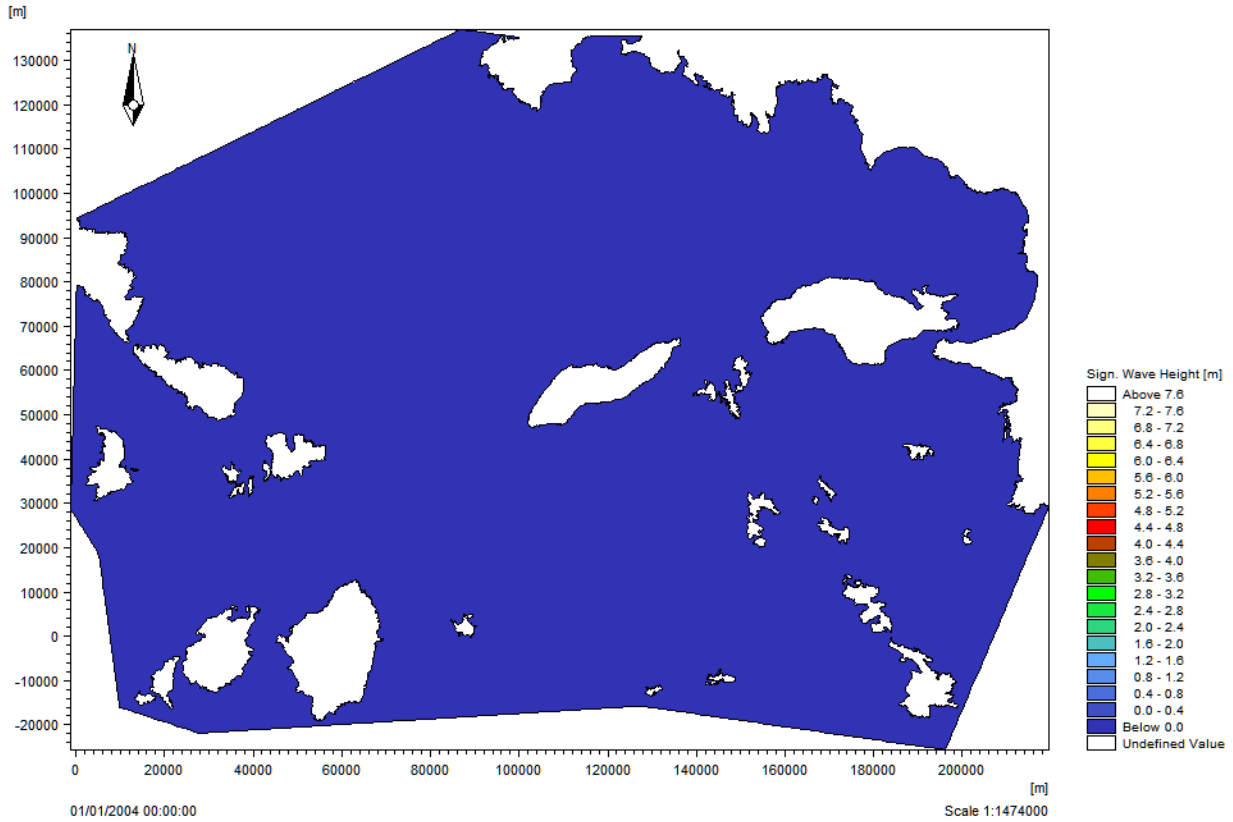 [m]
N
130000
120000
110000
100000
90000
80000
70000
60000
50000
40000
30000
20000
10000
0
-10000
-20000
0 20000 40000 60000 80000 100000 120000 140000 160000 180000 200000
[m]
01/01/2004 00:00:00
Scale 1:1474000
Sign. Wave Height [m]
Above 7.6
7.2 - 7.6
6.8 - 7.2
6.4 - 6.8
6.0 - 6.4
5.6 - 6.0
5.2 - 5.6
4.8 - 5.2
4.4 - 4.8
4.0 - 4.4
3.6 - 4.0
3.2 - 3.6
2.8 - 3.2
2.4 - 2.8
2.0 - 2.4
1.6 - 2.0
1.2 - 1.6
0.8 - 1.2
0.4 - 0.8
0.0 - 0.4
Below 0.0
Undefined Value